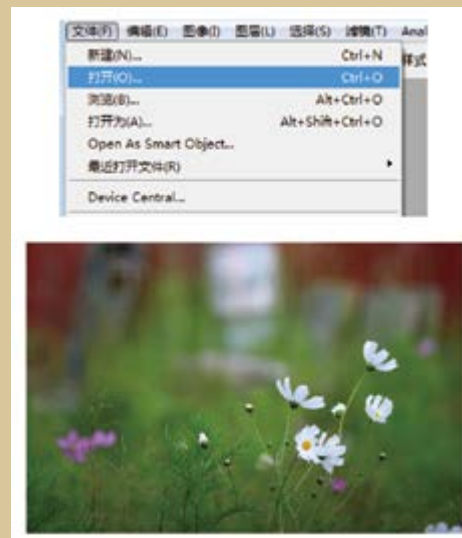 文件(F) 编辑(E) 图像(I) 图层(L) 选择(S) 滤镜(T) Anal
新建(N)... Ctrl+N
样式
打开(O)... Ctrl+O
浏览(B)... Alt+Ctrl+O
打开为(A)... Alt+Shift+Ctrl+O
Open As Smart Object...
最近打开文件(R)
Device Central...